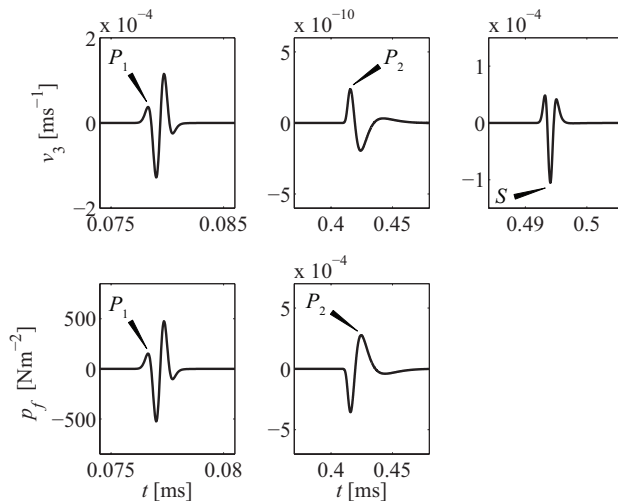 x 10⁻⁴ x 10⁻¹⁰ x 10⁻⁴
2 5 1
P₁ P₂
v₃ [ms⁻¹] 0 0 0
-2 -5 -1
S
0.075 0.085 0.4 0.45 0.49 0.5
x 10⁻⁴
500 5
P₁ P₂
p_f [Nm⁻²] 0 0
-500 -5
0.075 0.08 0.4 0.45
t [ms] t [ms]